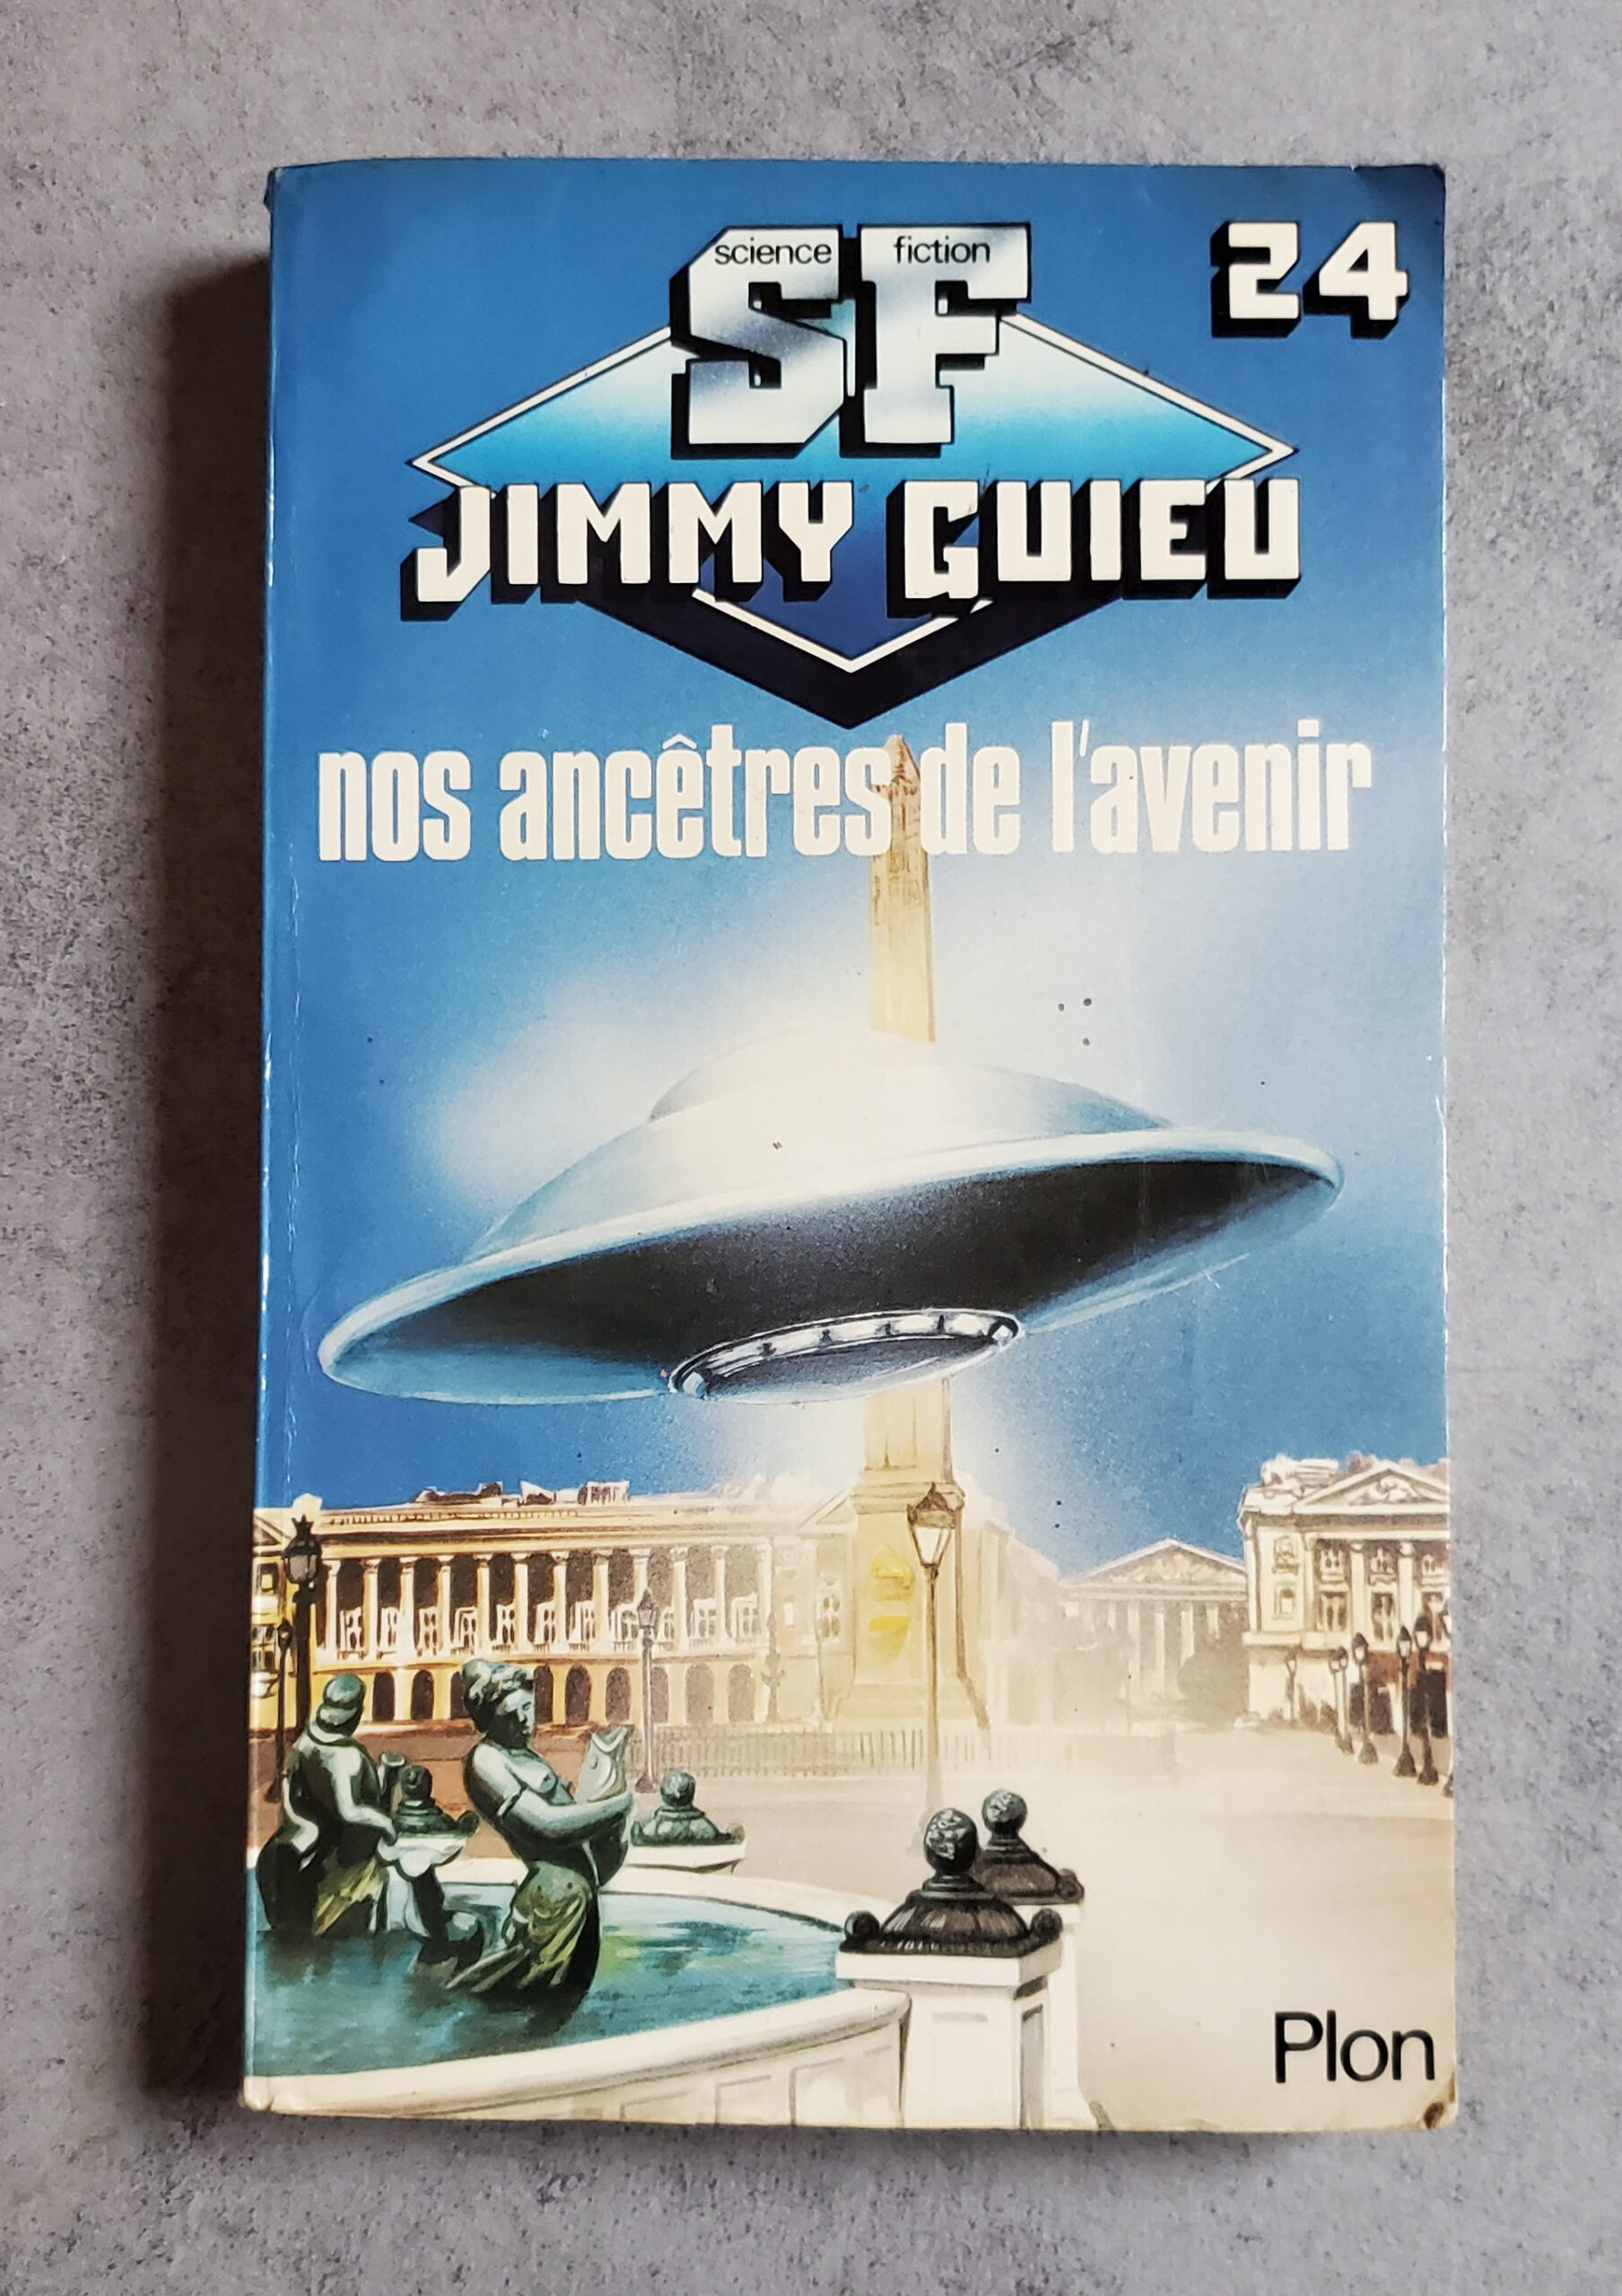 science fiction
SF
24
JIMMY GUIEU
nos ancêtres de l'avenir
Plon